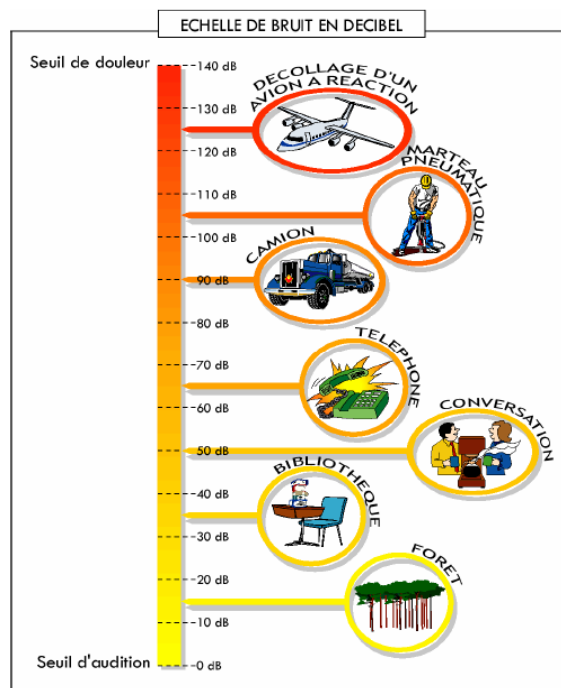 ECHELLE DE BRUIT EN DECIBEL
Seuil de douleur
140 dB
DECOLLAGE D'UN
AVION A REACTION
130 dB
120 dB
MARTEAU
PNEUMATIQUE
110 dB
100 dB
CAMION
90 dB
80 dB
TELEPHONE
70 dB
60 dB
CONVERSATION
50 dB
BIBLIOTHEQUE
40 dB
30 dB
FORET
20 dB
10 dB
Seuil d'audition
0 dB